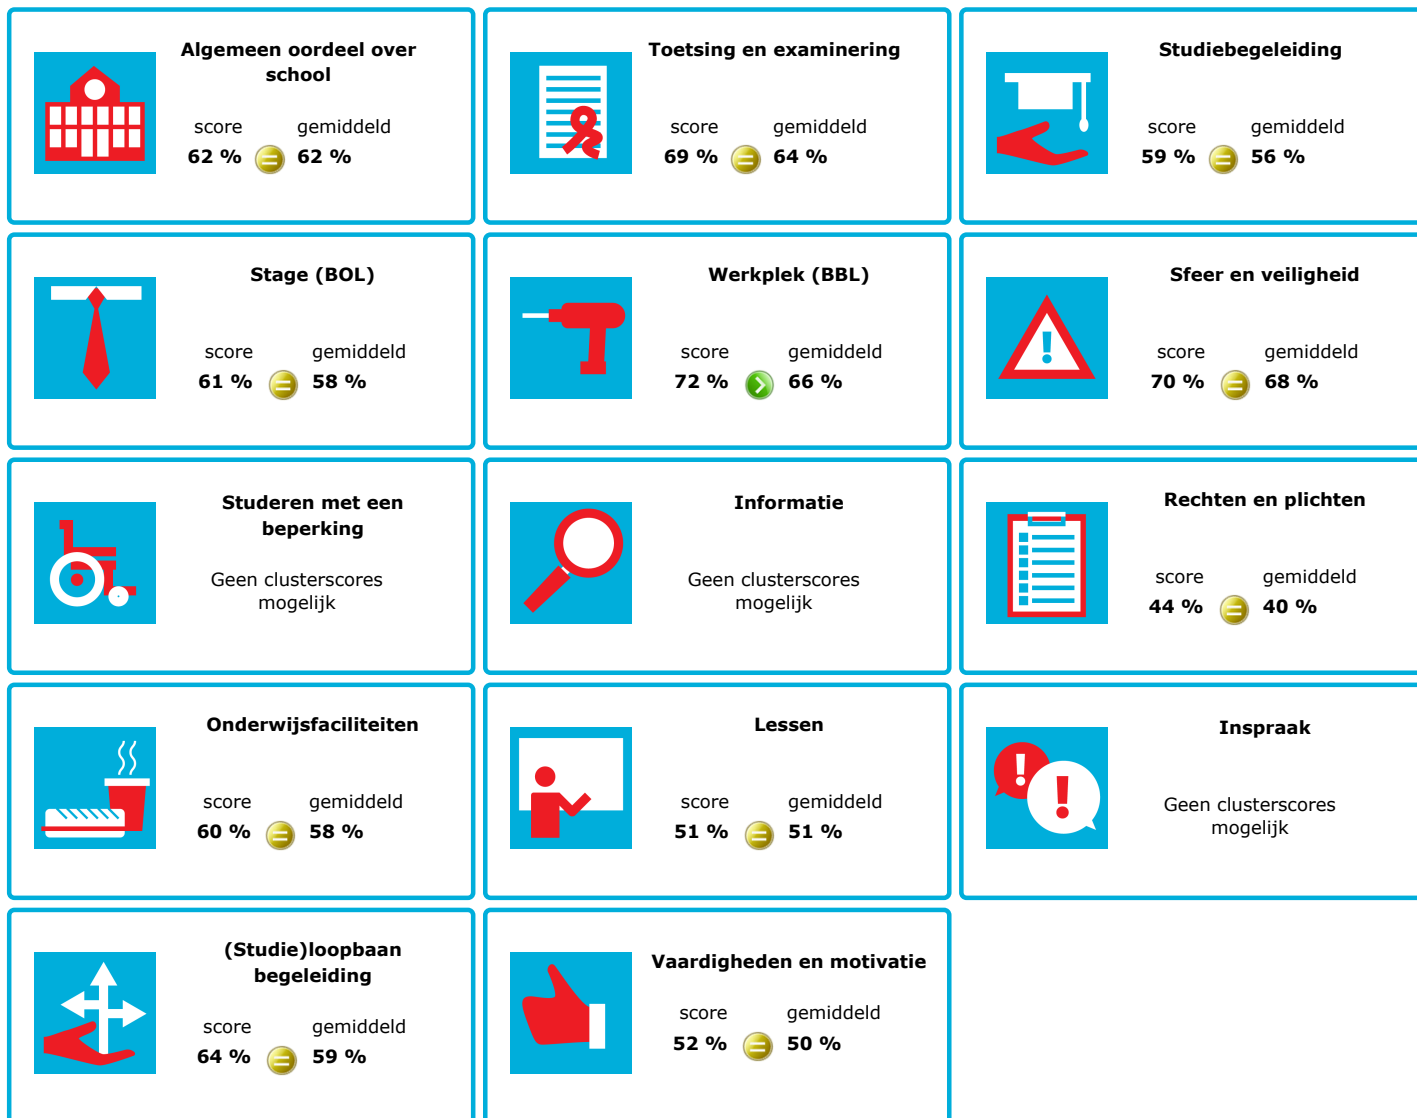 Algemeen oordeel over
school
score gemiddeld
62 % = 62 %
Toetsing en examinering
score gemiddeld
69 % = 64 %
Studiebegeleiding
score gemiddeld
59 % = 56 %
Stage (BOL)
score gemiddeld
61 % = 58 %
Werkplek (BBL)
score gemiddeld
72 % > 66 %
Sfeer en veiligheid
!
score gemiddeld
70 % = 68 %
Studeren met een
beperking
Geen clusterscores
mogelijk
Informatie
Geen clusterscores
mogelijk
Rechten en plichten
score gemiddeld
44 % = 40 %
Onderwijsfaciliteiten
score gemiddeld
60 % = 58 %
Lessen
score gemiddeld
51 % = 51 %
Inspraak
! !
Geen clusterscores
mogelijk
(Studie)loopbaan
begeleiding
score gemiddeld
64 % = 59 %
Vaardigheden en motivatie
score gemiddeld
52 % = 50 %